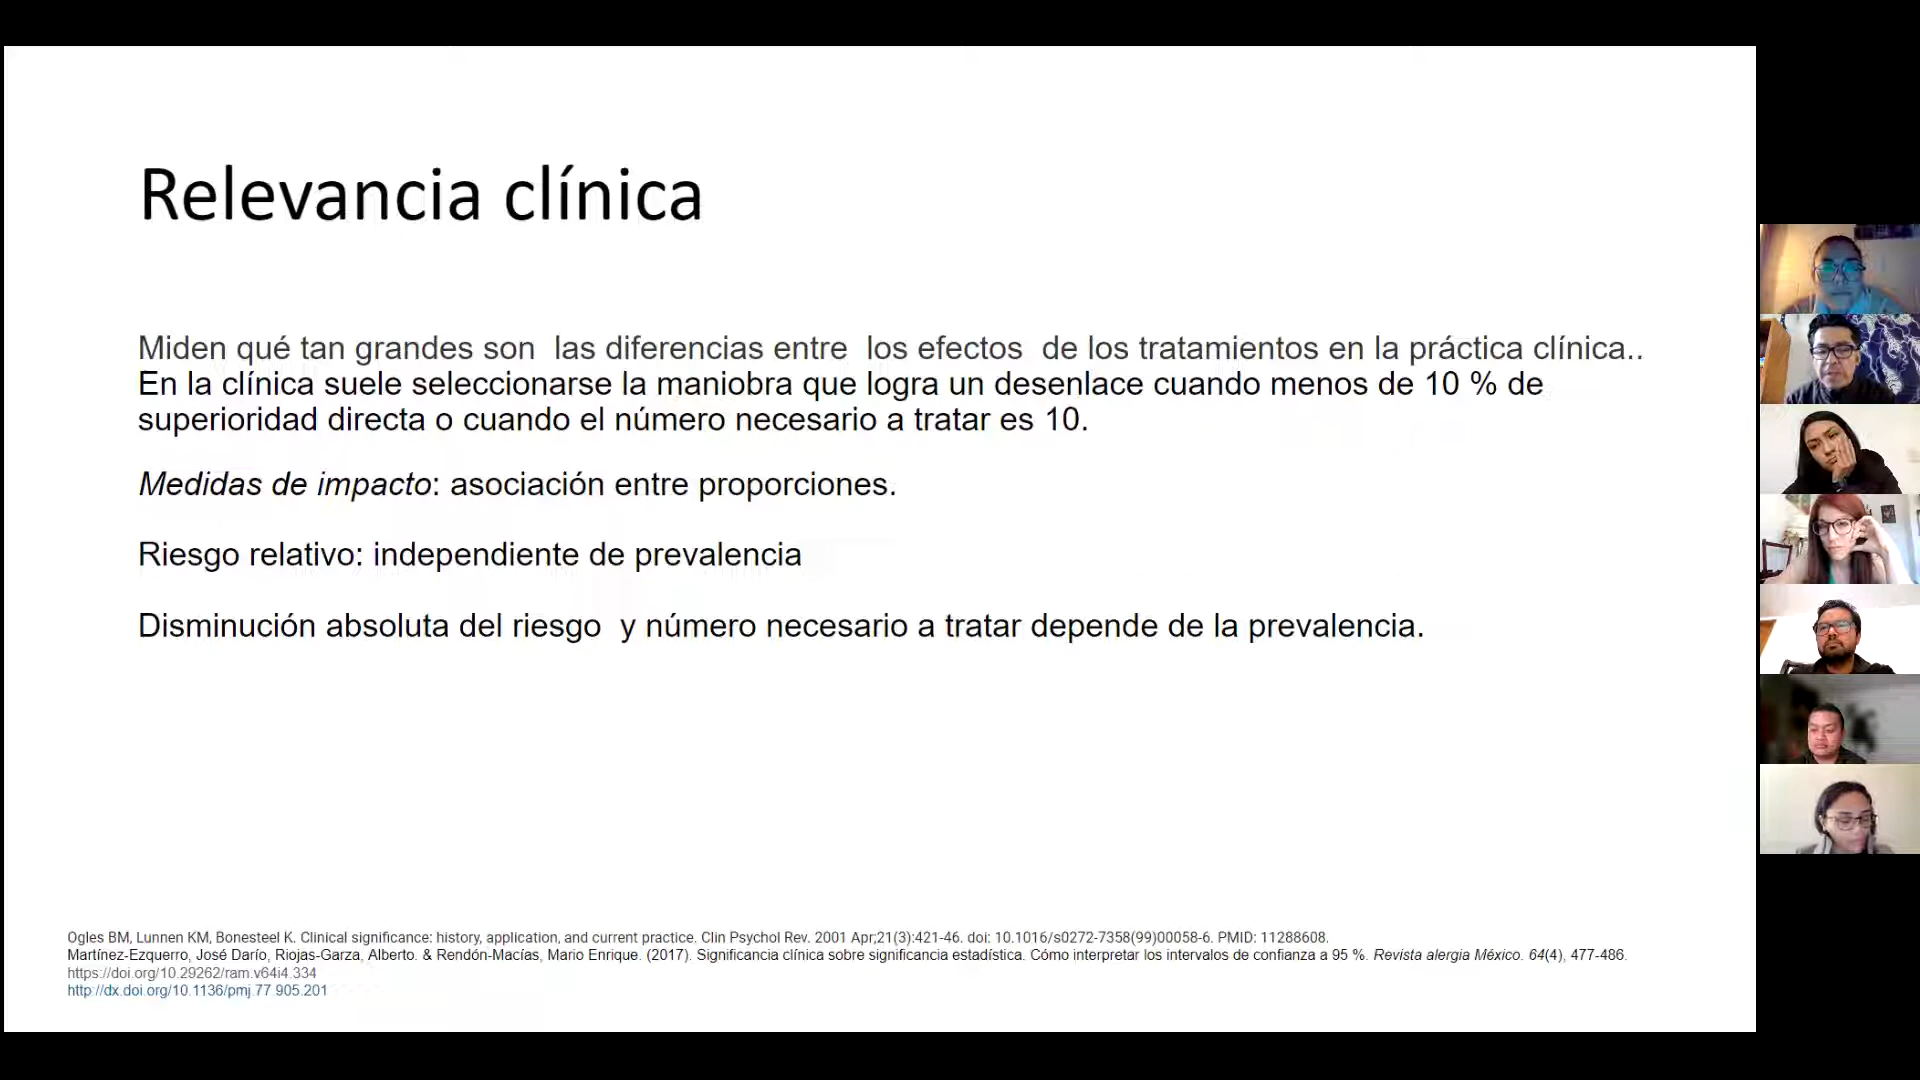 Relevancia clínica
Miden qué tan grandes son  las diferencias entre  los efectos  de los tratamientos en la práctica clínica..
En la clínica suele seleccionarse la maniobra que logra un desenlace cuando menos de 10 % de
superioridad directa o cuando el número necesario a tratar es 10.
Medidas de impacto: asociación entre proporciones.
Riesgo relativo: independiente de prevalencia
Disminución absoluta del riesgo  y número necesario a tratar depende de la prevalencia.
Ogles BM, Lunnen KM, Bonesteel K. Clinical significance: history, application, and current practice. Clin Psychol Rev. 2001 Apr;21(3):421-46. doi: 10.1016/s0272-7358(99)00058-6. PMID: 11288608.
Martínez-Ezquerro, José Darío, Riojas-Garza, Alberto. & Rendón-Macías, Mario Enrique. (2017). Significancia clínica sobre significancia estadística. Cómo interpretar los intervalos de confianza a 95 %. Revista alergia México. 64(4), 477-486.
https://doi.org/10.29262/ram.v64i4.334
http://dx.doi.org/10.1136/pmj.77.905.201